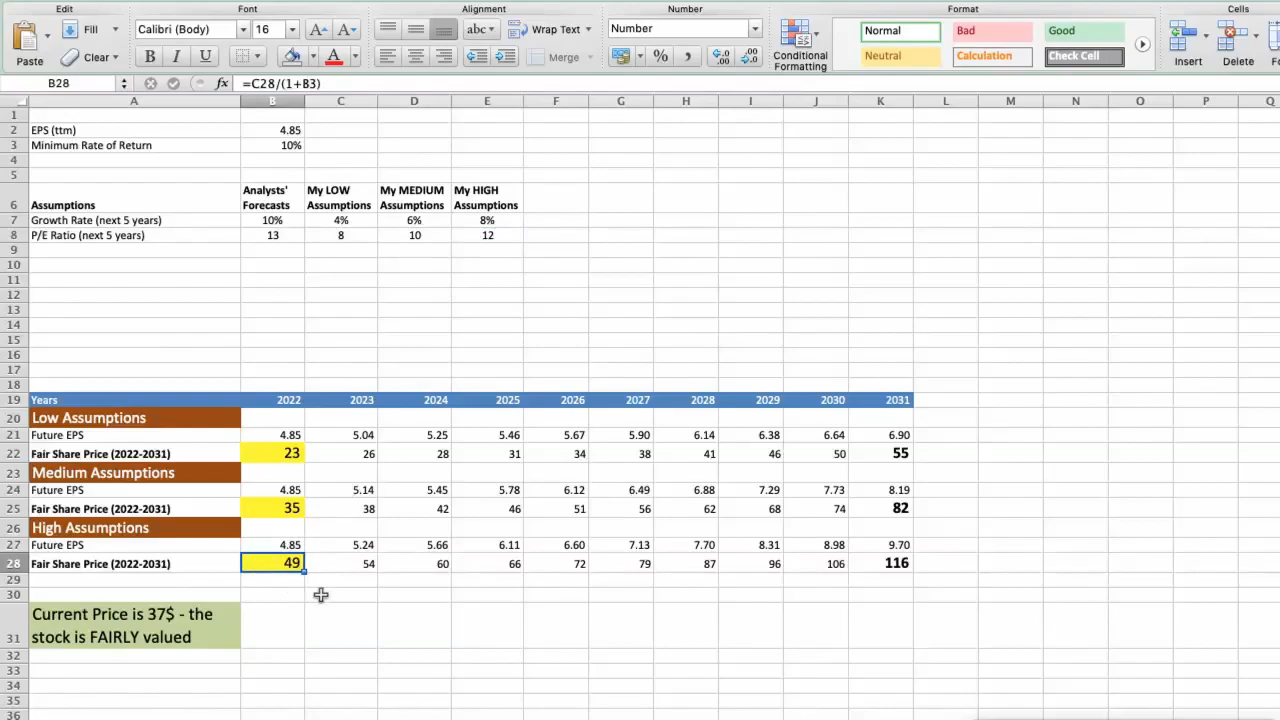 Edit Font Alignment Number Format Cells
Fill Calibri (Body) 16 A A abc Wrap Text Number Normal Bad Good
Paste Clear B I U A Merge % Conditional Formatting Neutral Calculation Check Cell Insert Delete
B28 fx =C28/(1+B3)
A B C D E F G H I J K L M N O P Q
1
2 EPS (ttm) 4.85
3 Minimum Rate of Return 10%
4
5
6 Assumptions Analysts' Forecasts My LOW Assumptions My MEDIUM Assumptions My HIGH Assumptions
7 Growth Rate (next 5 years) 10% 4% 6% 8%
8 P/E Ratio (next 5 years) 13 8 10 12
9
10
11
12
13
14
15
16
17
18
19 Years 2022 2023 2024 2025 2026 2027 2028 2029 2030 2031
20 Low Assumptions
21 Future EPS 4.85 5.04 5.25 5.46 5.67 5.90 6.14 6.38 6.64 6.90
22 Fair Share Price (2022-2031) 23 26 28 31 34 38 41 46 50 55
23 Medium Assumptions
24 Future EPS 4.85 5.14 5.45 5.78 6.12 6.49 6.88 7.29 7.73 8.19
25 Fair Share Price (2022-2031) 35 38 42 46 51 56 62 68 74 82
26 High Assumptions
27 Future EPS 4.85 5.24 5.66 6.11 6.60 7.13 7.70 8.31 8.98 9.70
28 Fair Share Price (2022-2031) 49 54 60 66 72 79 87 96 106 116
29
30
Current Price is 37$ - the
31 stock is FAIRLY valued
32
33
34
35
36